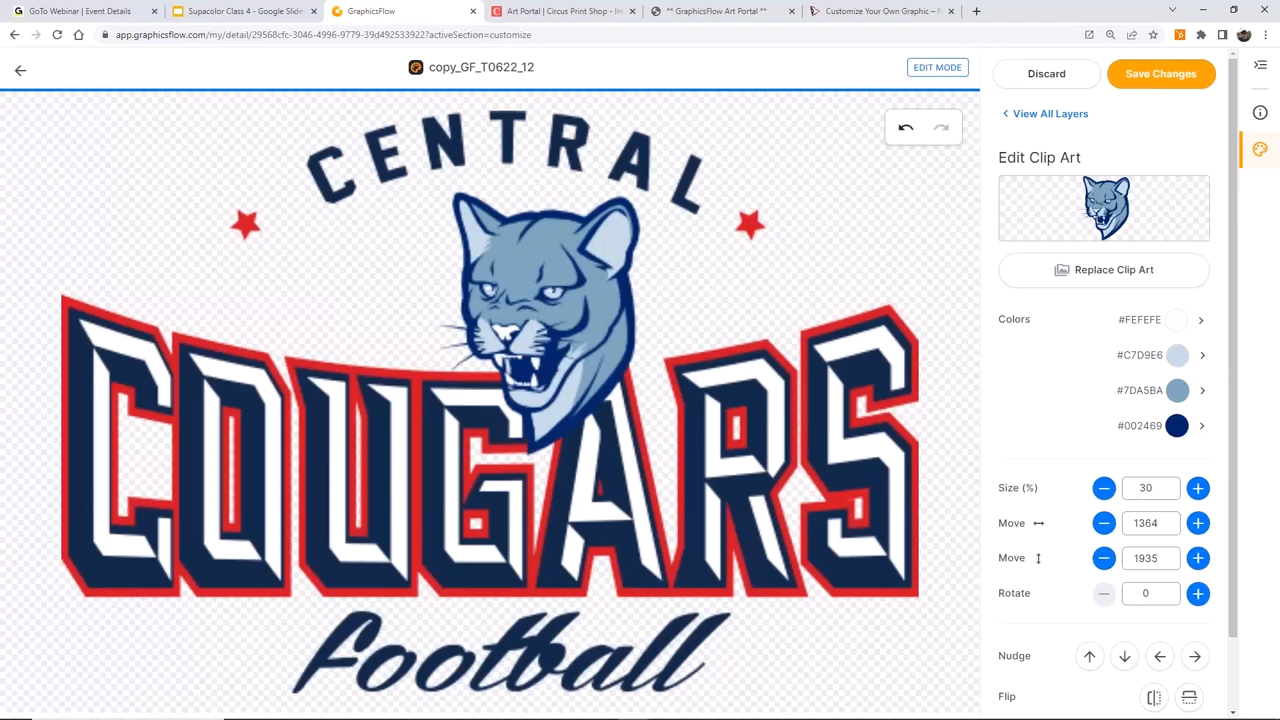 GoTo Webinar | Event Details
Supacolor Class 4 - Google Slide
GraphicsFlow
Art Portal | Circus Print Shop - In
** GraphicsFlow Art Portal **
Customize Your Own Graphic –
app.graphicsflow.com/my/detail/29568cfc-3046-4996-9779-39d492533922?activeSection=customize
copy_GF_T0622_12
EDIT MODE
Discard
Save Changes
View All Layers
Edit Clip Art
Replace Clip Art
Colors #FEFEFE
#C7D9E6
#7DA5BA
#002469
Size (%) 30
Move 1364
Move 1935
Rotate 0
Nudge
Flip
CENTRAL
COUGARS
football